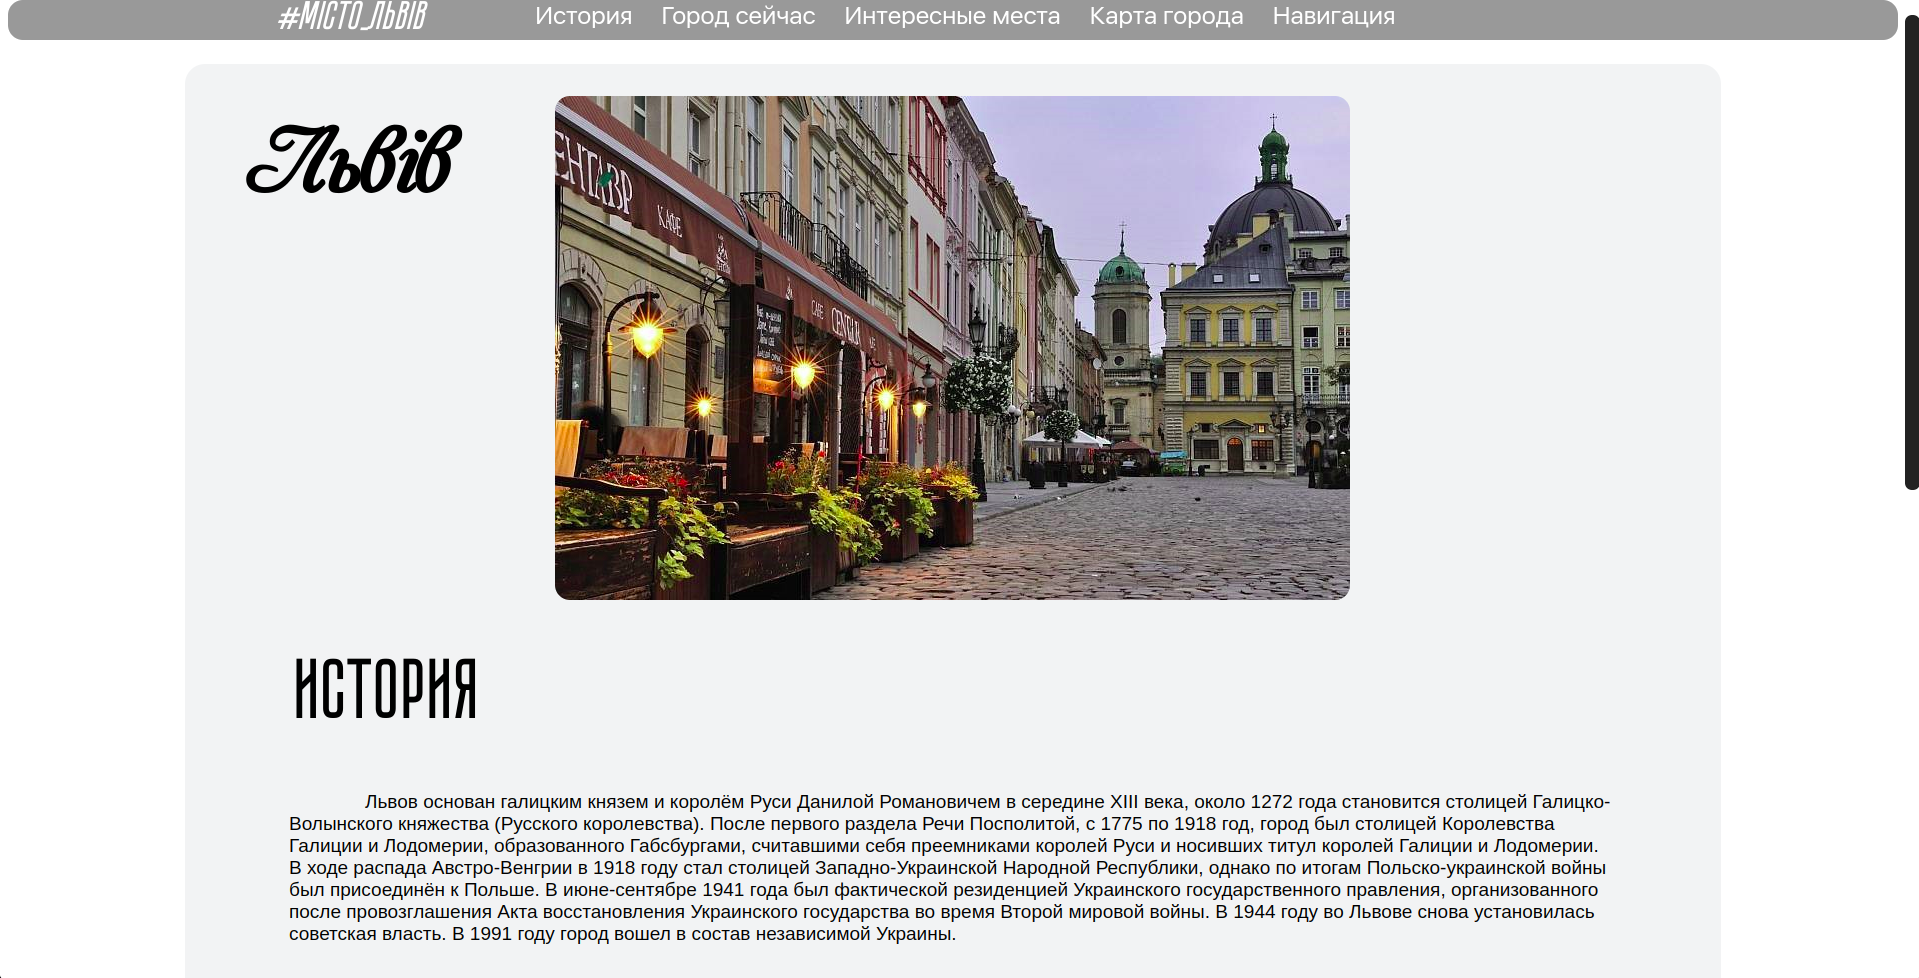 #МІСТО_ЛЬВІВ
История Город сейчас Интересные места Карта города Навигация
Львів
ЕНТАВР
КАФЕ
CAFE
ИСТОРИЯ
Львов основан галицким князем и королём Руси Данилой Романовичем в середине XIII века, около 1272 года становится столицей Галицко-
Волынского княжества (Русского королевства). После первого раздела Речи Посполитой, с 1775 по 1918 год, город был столицей Королевства
Галиции и Лодомерии, образованного Габсбургами, считавшими себя преемниками королей Руси и носивших титул королей Галиции и Лодомерии.
В ходе распада Австро-Венгрии в 1918 году стал столицей Западно-Украинской Народной Республики, однако по итогам Польско-украинской войны
был присоединён к Польше. В июне-сентябре 1941 года был фактической резиденцией Украинского государственного правления, организованного
после провозглашения Акта восстановления Украинского государства во время Второй мировой войны. В 1944 году во Львове снова установилась
советская власть. В 1991 году город вошел в состав независимой Украины.